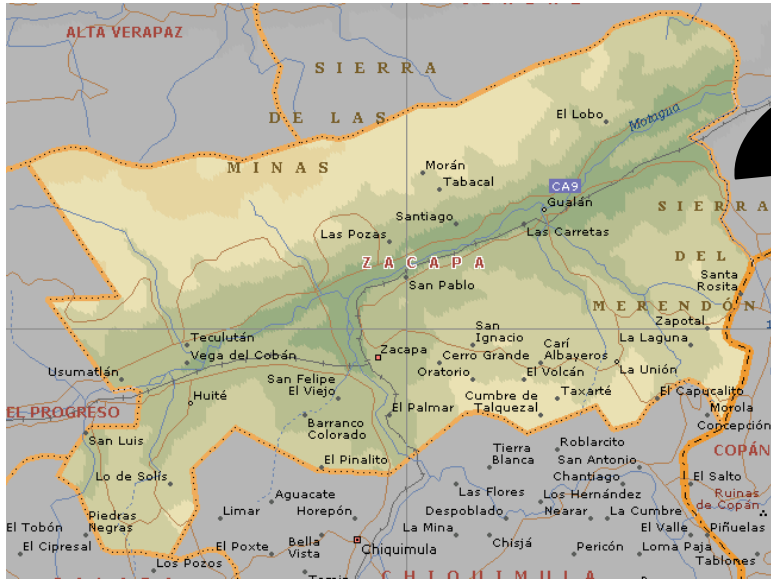 ALTA VERAPAZ
SIERRA
DE LAS
MINAS
El Lobo
Motagua
Morán
Tabacal
CA9
Gualán
Santiago
Las Carretas
SIERRA
Las Pozas
DEL
ZACAPA
San Pablo
Santa
Rosita
MERENDÓN
Zapotal
San
Ignacio
Tecultután
Zacapa
Cerro Grande
Carí
Albayeros
La Laguna
Vega del Cobán
Oratorio
El Volcán
La Unión
Usumatlán
San Felipe
El Viejo
Huité
Cumbre de
Talquezal
Taxarté
El Capucalito
EL PROGRESO
El Palmar
Morola
Barranco
Colorado
Concepción
San Luis
Tierra
Blanca
Roblarcito
COPÁN
San Antonio
El Pinalito
Lo de Solís
Chantiago
El Salto
Las Flores
Los Hernández
Ruinas
de Copán
Aguacate
Limar
Horepón
Despoblado
Nearar
La Cumbre
Piedras
Negras
El Tobón
La Mina
El Valle
Piñuelas
El Cipresal
El Poxte
Bella
Vista
Chiquimula
Chisjá
Pericón
Loma Paja
Los Pozos
Tablones
CHIQUIMULA